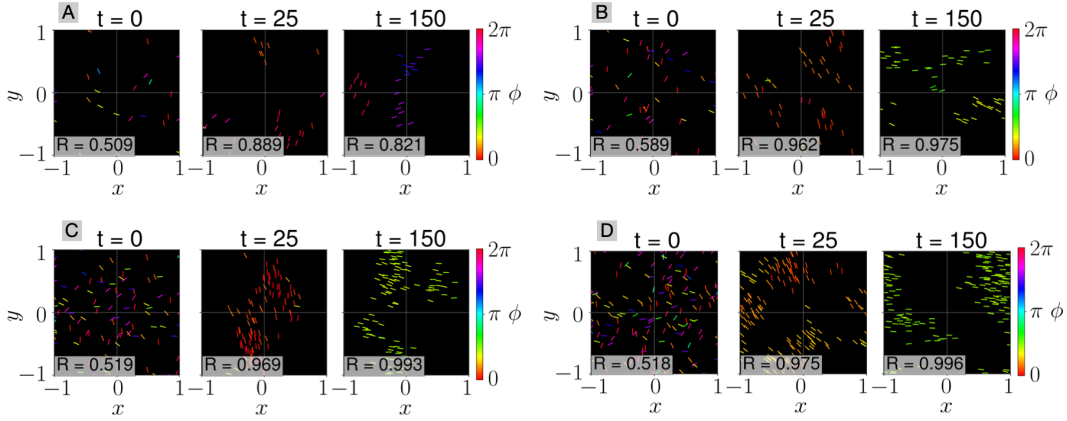 A
t = 0
t = 25
t = 150
1
0
−1
y
R = 0.509
R = 0.889
R = 0.821
−1 0 1
−1 0 1
−1 0 1
x
x
x
2π
π ϕ
0
B
t = 0
t = 25
t = 150
1
0
−1
y
R = 0.589
R = 0.962
R = 0.975
−1 0 1
−1 0 1
−1 0 1
x
x
x
2π
π ϕ
0
C
t = 0
t = 25
t = 150
1
0
−1
y
R = 0.519
R = 0.969
R = 0.993
−1 0 1
−1 0 1
−1 0 1
x
x
x
2π
π ϕ
0
D
t = 0
t = 25
t = 150
1
0
−1
y
R = 0.518
R = 0.975
R = 0.996
−1 0 1
−1 0 1
−1 0 1
x
x
x
2π
π ϕ
0